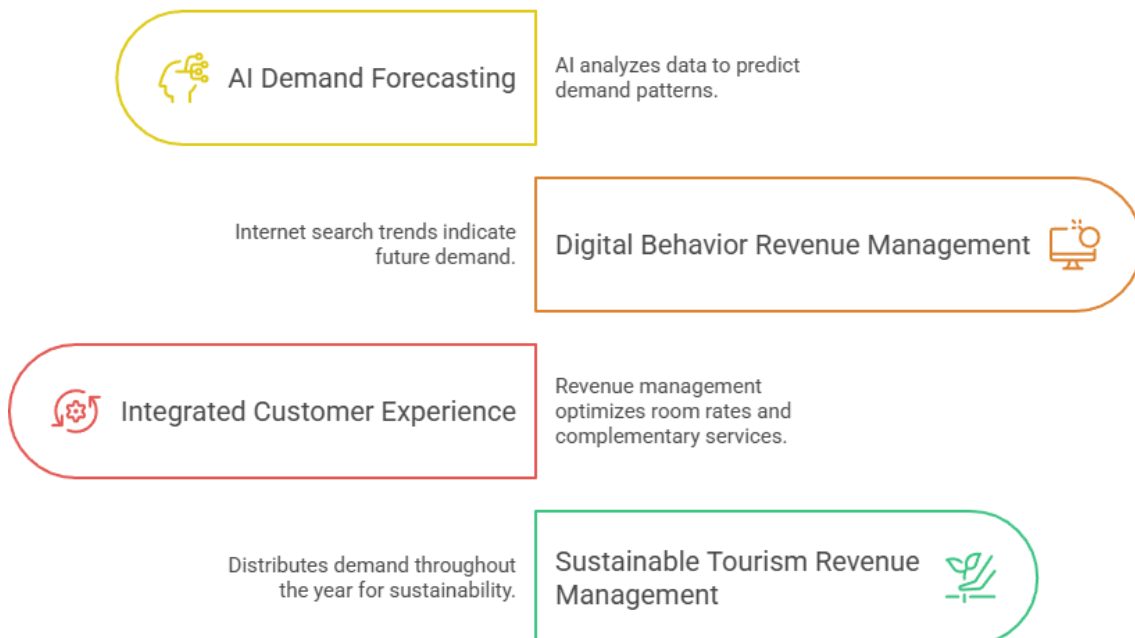 AI Demand Forecasting
AI analyzes data to predict
demand patterns.
Internet search trends indicate
future demand.
Digital Behavior Revenue Management
Integrated Customer Experience
Revenue management
optimizes room rates and
complementary services.
Distributes demand throughout
the year for sustainability.
Sustainable Tourism Revenue
Management